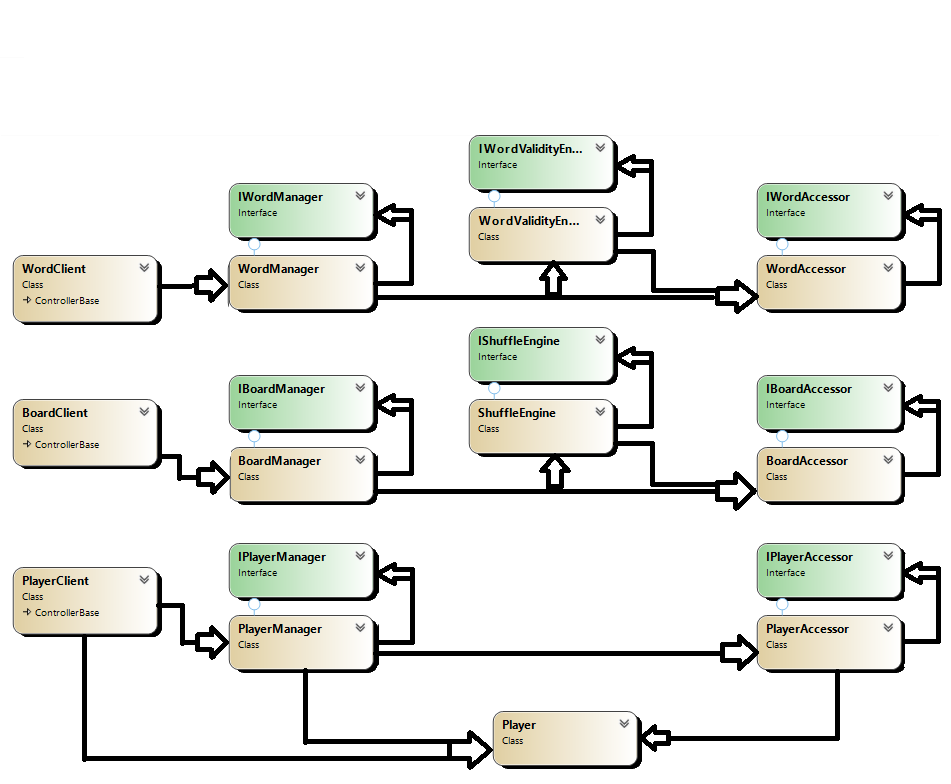 IWordValidityEn...
Interface
IWordManager
Interface
WordValidityEn...
Class
IWordAccessor
Interface
WordClient
Class
ControllerBase
WordManager
Class
WordAccessor
Class
IShuffleEngine
Interface
IBoardManager
Interface
ShuffleEngine
Class
IBoardAccessor
Interface
BoardClient
Class
ControllerBase
BoardManager
Class
BoardAccessor
Class
IPlayerManager
Interface
IPlayerAccessor
Interface
PlayerClient
Class
ControllerBase
PlayerManager
Class
PlayerAccessor
Class
Player
Class